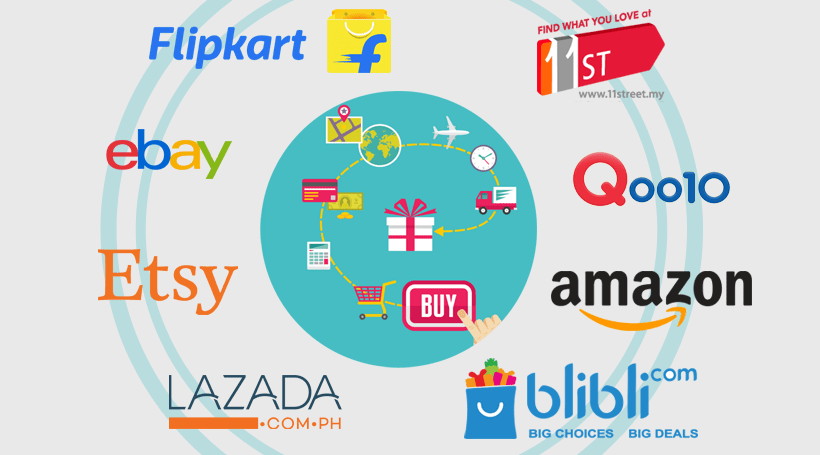 Flipkart
f
FIND WHAT YOU LOVE at
11ST
www.11street.my
ebay
Qoo10
Etsy
amazon
BUY
LAZADA
.COM.PH
blibli.com
BIG CHOICES BIG DEALS